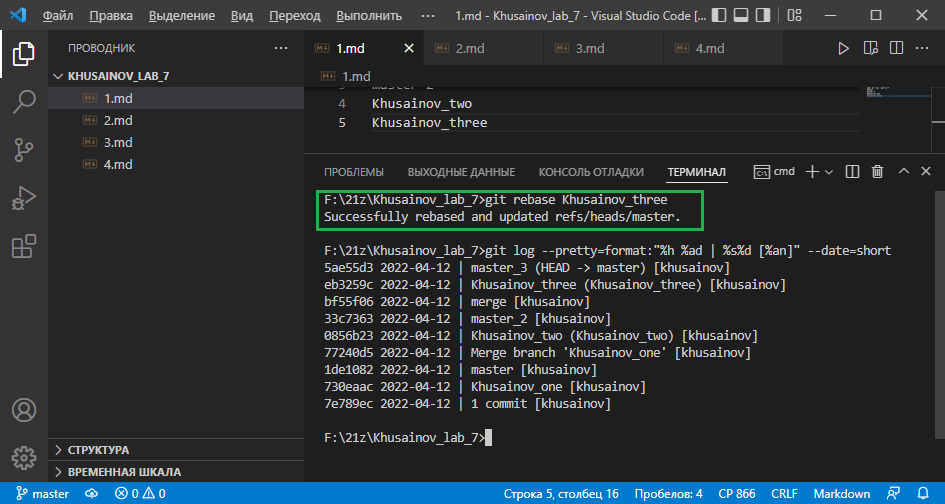 Файл Правка Выделение Вид Переход Выполнить ··· 1.md - Khusainov_lab_7 - Visual Studio Code [...
ПРОВОДНИК ···
KHUSAINOV_LAB_7
1.md
2.md
3.md
4.md
СТРУКТУРА
ВРЕМЕННАЯ ШКАЛА
1.md 2.md 3.md 4.md ···
1.md
3 master 2
4 Khusainov_two
5 Khusainov_three
ПРОБЛЕМЫ ВЫХОДНЫЕ ДАННЫЕ КОНСОЛЬ ОТЛАДКИ ТЕРМИНАЛ cmd
F:\21z\Khusainov_lab_7>git rebase Khusainov_three
Successfully rebased and updated refs/heads/master.
F:\21z\Khusainov_lab_7>git log --pretty=format:"%h %ad | %s%d [%an]" --date=short
5ae55d3 2022-04-12 | master_3 (HEAD -> master) [khusainov]
eb3259c 2022-04-12 | Khusainov_three (Khusainov_three) [khusainov]
bf55f06 2022-04-12 | merge [khusainov]
33c7363 2022-04-12 | master_2 [khusainov]
0856b23 2022-04-12 | Khusainov_two (Khusainov_two) [khusainov]
77240d5 2022-04-12 | Merge branch 'Khusainov_one' [khusainov]
1de1082 2022-04-12 | master [khusainov]
730eaac 2022-04-12 | Khusainov_one [khusainov]
7e789ec 2022-04-12 | 1 commit [khusainov]
F:\21z\Khusainov_lab_7>
master 0 0 Строка 5, столбец 16 Пробелов: 4 CP 866 CRLF Markdown